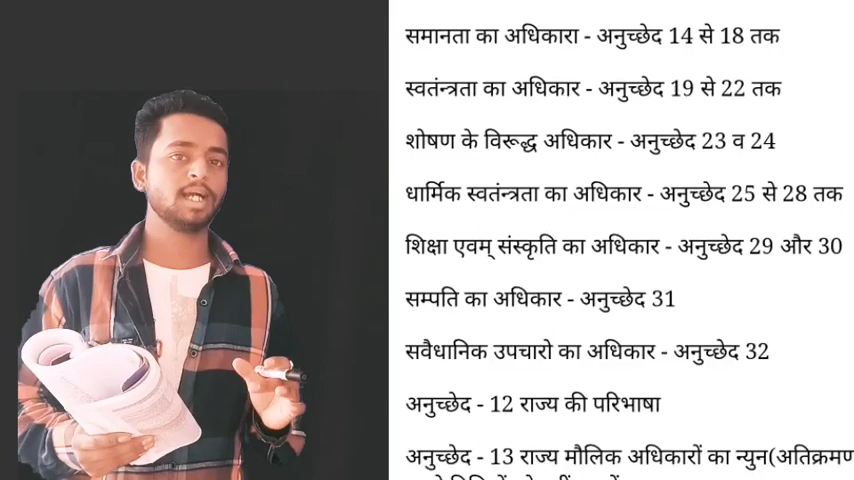 समानता का अधिकारा - अनुच्छेद 14 से 18 तक
स्वतंन्त्रता का अधिकार - अनुच्छेद 19 से 22 तक
शोषण के विरूद्ध अधिकार - अनुच्छेद 23 व 24
धार्मिक स्वतंन्त्रता का अधिकार - अनुच्छेद 25 से 28 तक
शिक्षा एवम् संस्कृति का अधिकार - अनुच्छेद 29 और 30
सम्पति का अधिकार - अनुच्छेद 31
सवैधानिक उपचारो का अधिकार - अनुच्छेद 32
अनुच्छेद - 12 राज्य की परिभाषा
अनुच्छेद - 13 राज्य मौलिक अधिकारों का न्युन(अतिक्रमण